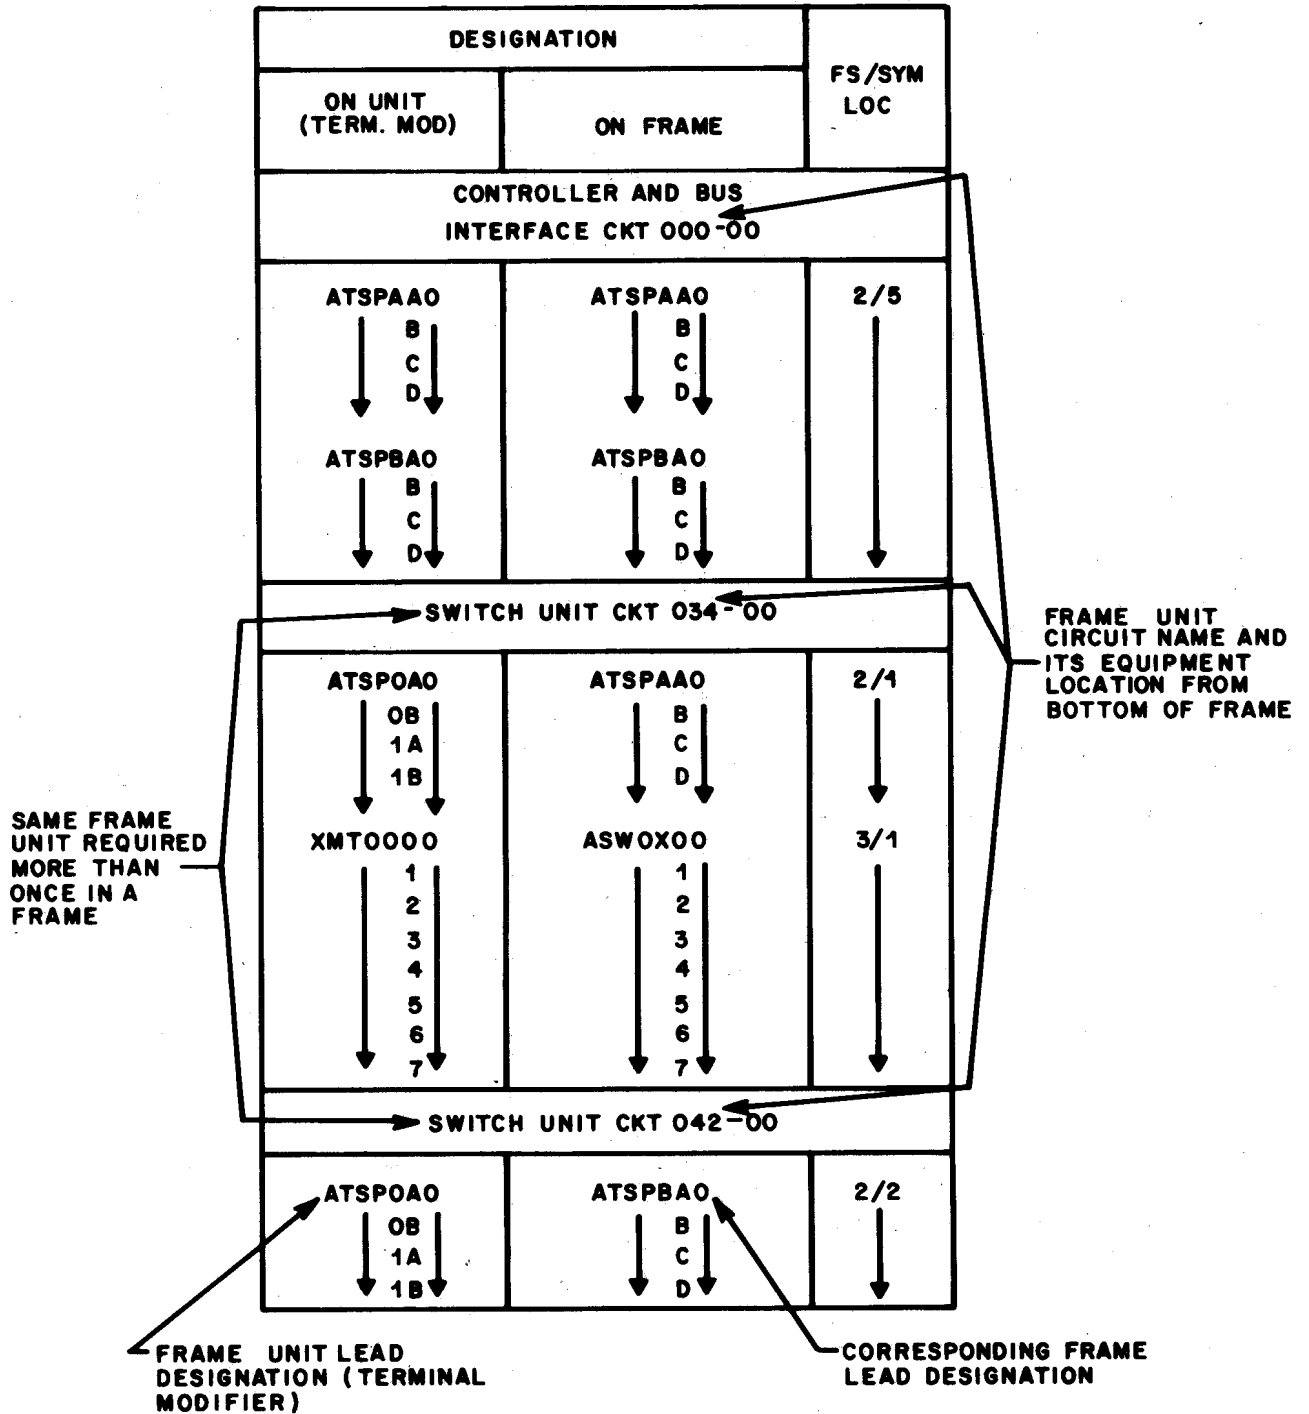 DESIGNATION
FS/SYM
LOC
ON UNIT
(TERM. MOD)
ON FRAME
CONTROLLER AND BUS
INTERFACE CKT 000-00
ATSPAA0 ATSPAA0 2/5
B B
C C
D D
ATSPBA0 ATSPBA0
B B
C C
D D
SWITCH UNIT CKT 034-00
ATSP0A0 ATSPAA0 2/1
0B B
1A C
1B D
XMT0000 ASW0X00 3/1
1 1
2 2
3 3
4 4
5 5
6 6
7 7
SWITCH UNIT CKT 042-00
ATSP0A0 ATSPBA0 2/2
0B B
1A C
1B D
FRAME UNIT
CIRCUIT NAME AND
ITS EQUIPMENT
LOCATION FROM
BOTTOM OF FRAME
SAME FRAME
UNIT REQUIRED
MORE THAN
ONCE IN A
FRAME
FRAME UNIT LEAD
DESIGNATION (TERMINAL
MODIFIER)
CORRESPONDING FRAME
LEAD DESIGNATION